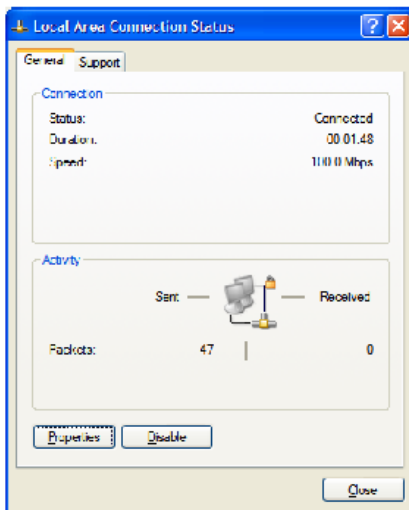 Local Area Connection Status
General Support
Connection
Status: Connected
Duration: 00:01:48
Speed: 100.0 Mbps
Activity
Sent — — Received
Packets: 47 | 0
Properties Disable
Close